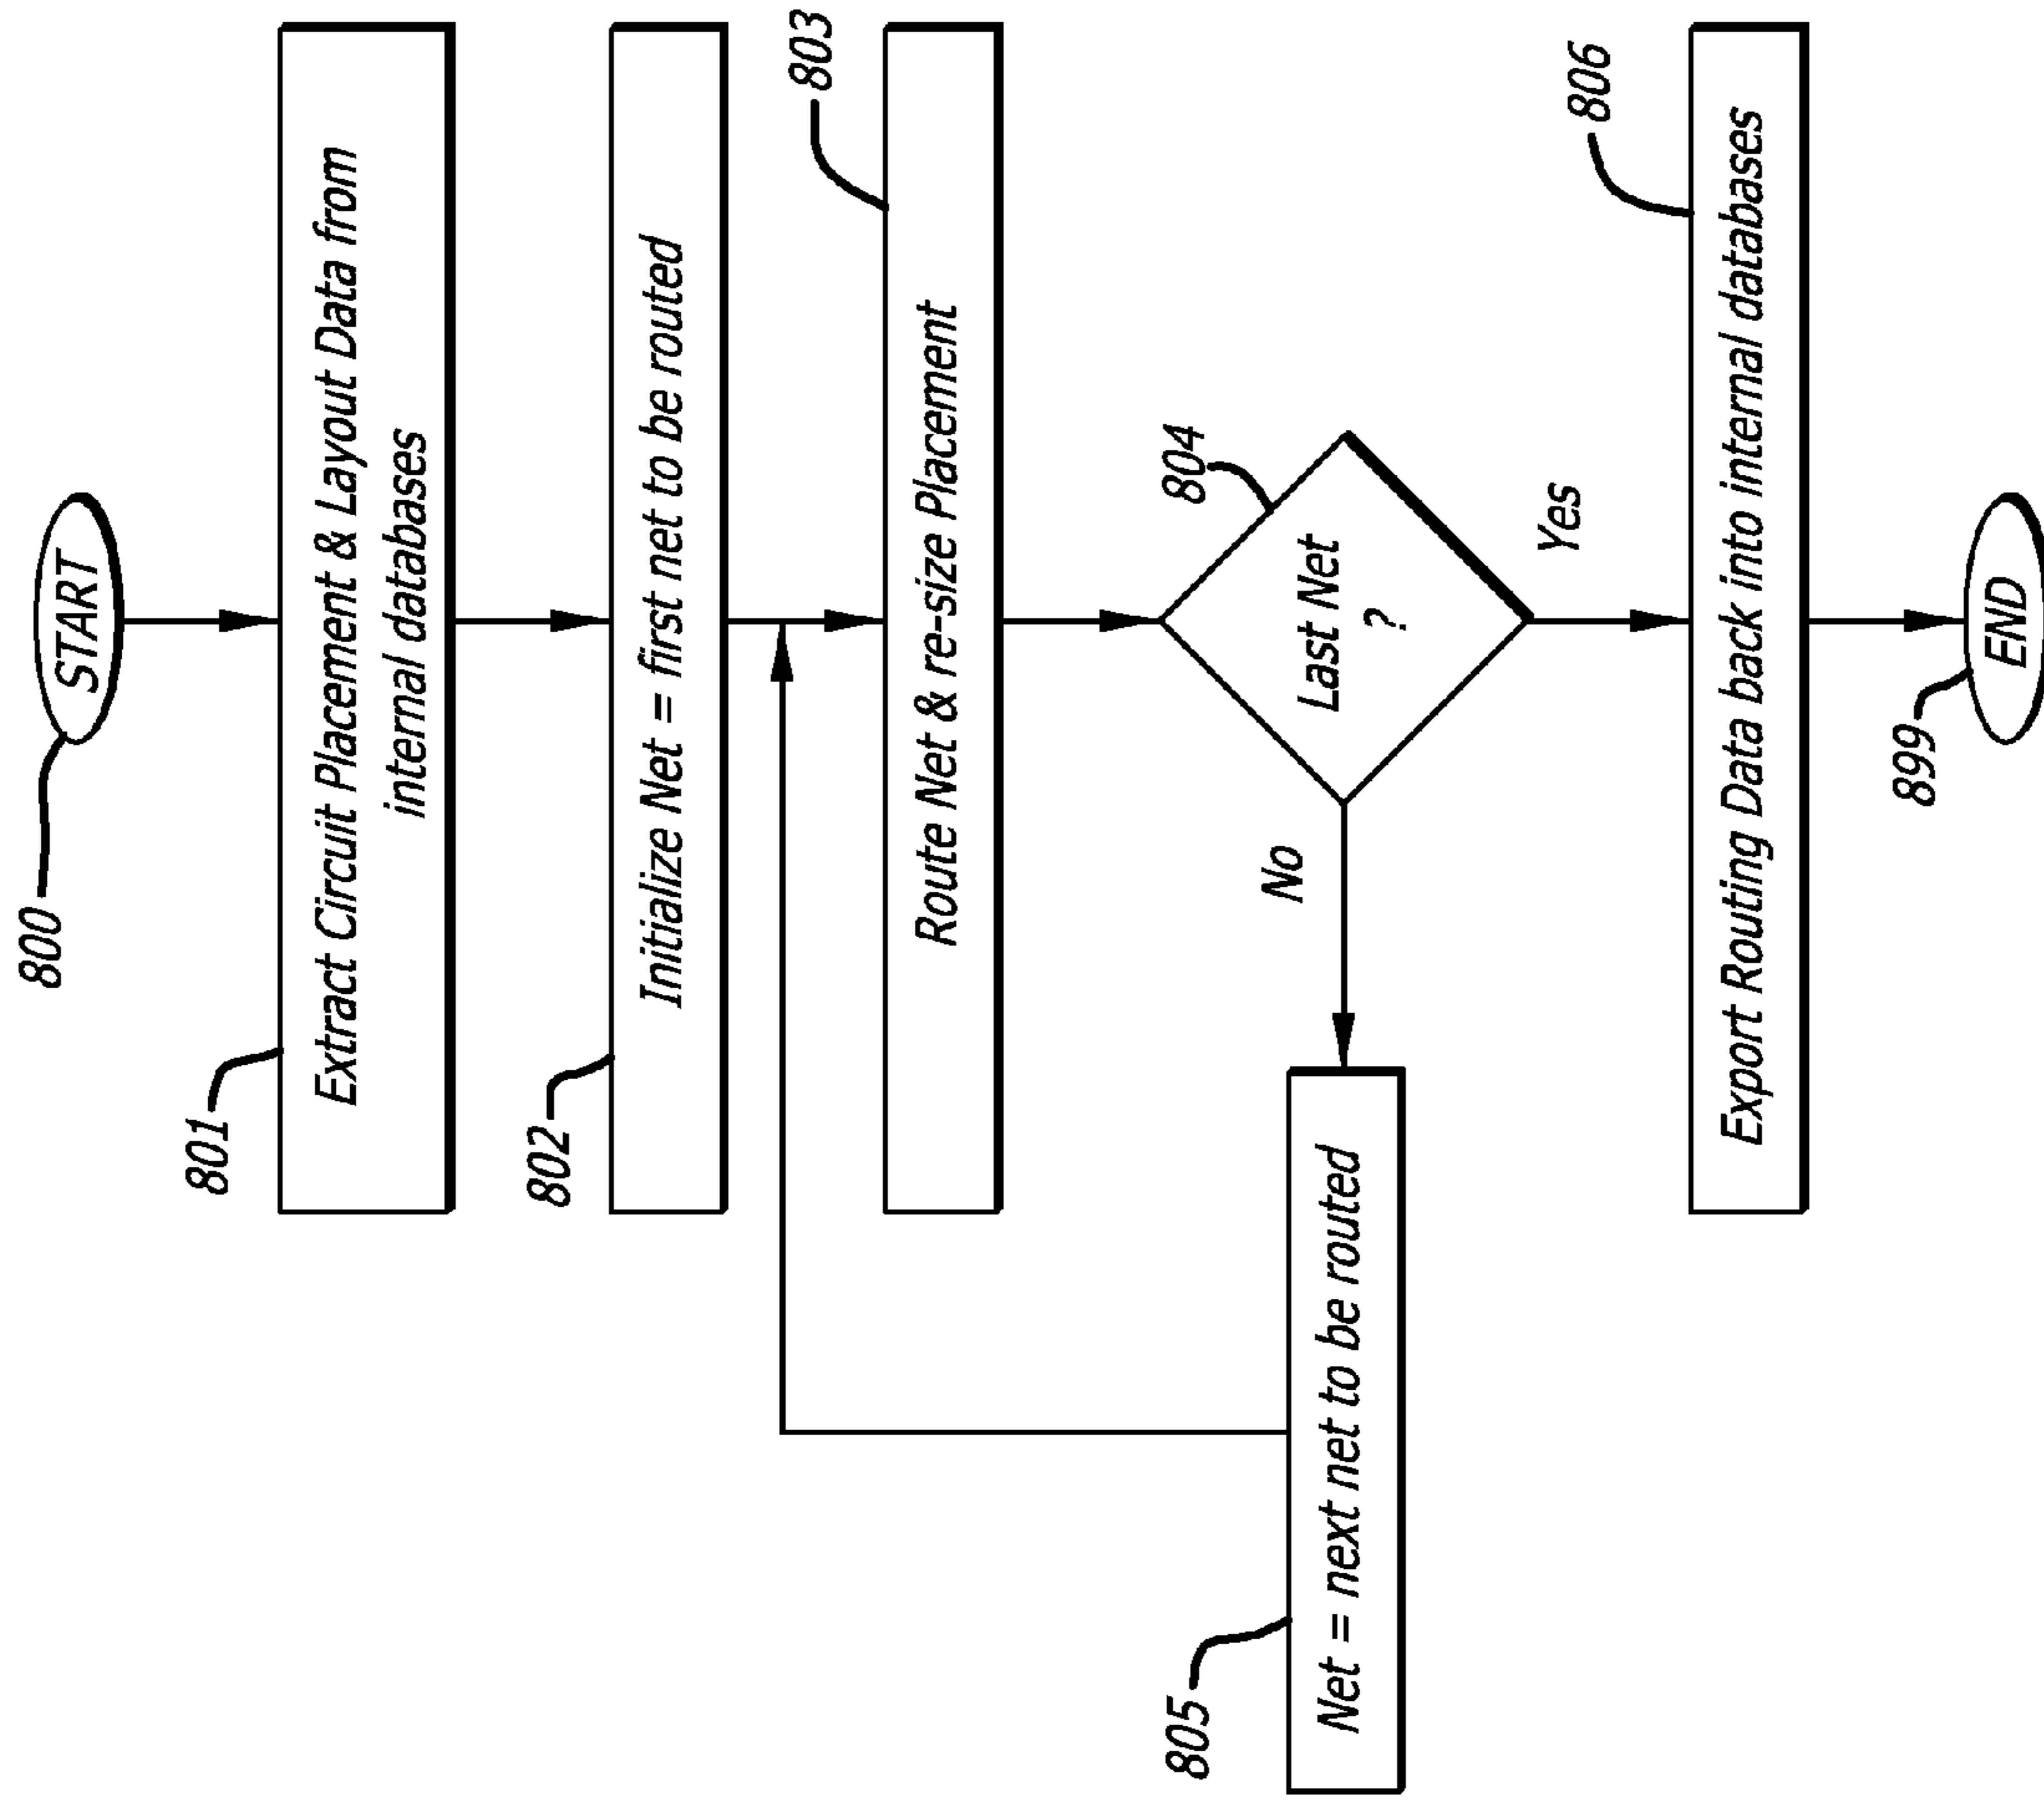 800
START
801
Extract Circuit Placement & Layout Data from
internal databases
802
Initialize Net = first net to be routed
803
Route Net & re-size Placement
804
Last Net
?
No
Yes
805
Net = next net to be routed
806
Export Routing Data back into internal databases
899
END